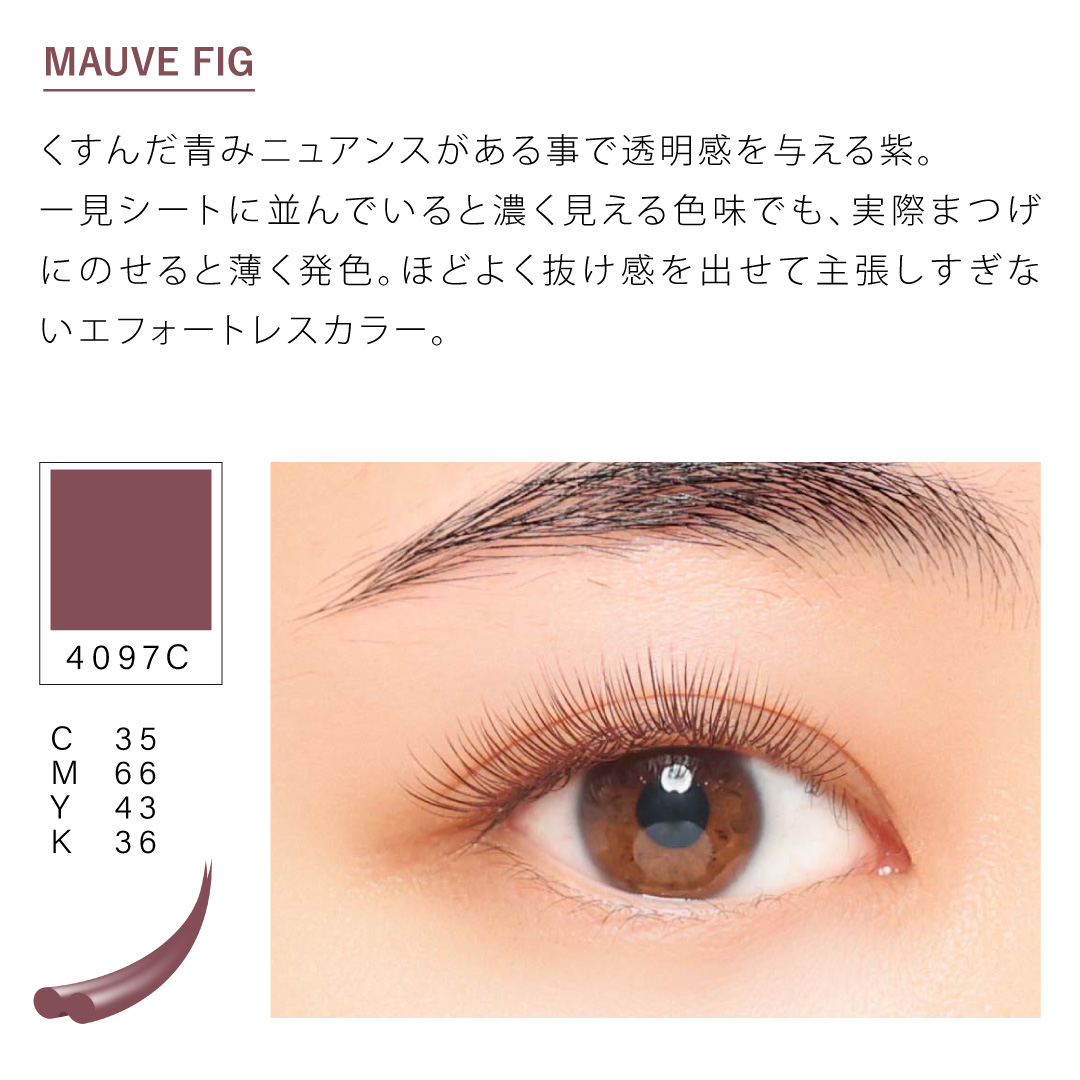 MAUVE FIG
くすんだ青みニュアンスがある事で透明感を与える紫。
一見シートに並んでいると濃く見える色味でも、実際まつげ
にのせると薄く発色。ほどよく抜け感を出せて主張しすぎな
いエフォートレスカラー。
4097C
C 35
M 66
Y 43
K 36